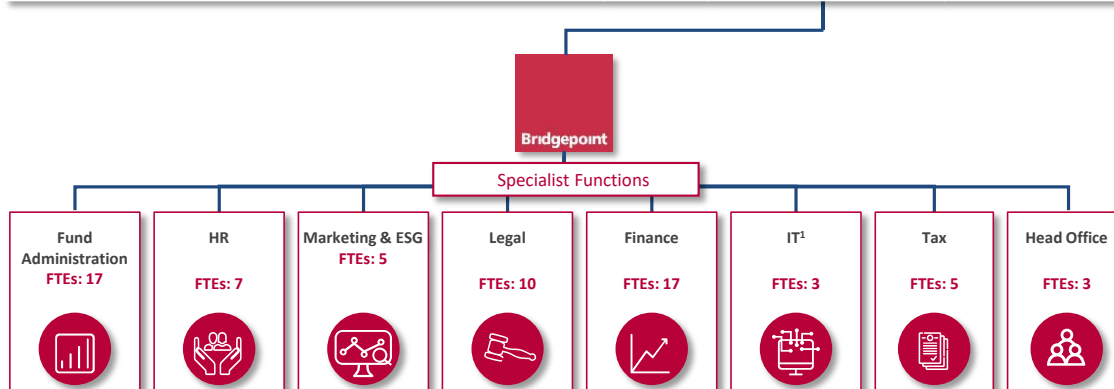 Bridgepoint
Specialist Functions
Fund
Administration
FTEs: 17
HR
FTEs: 7
Marketing & ESG
FTEs: 5
Legal
FTEs: 10
Finance
FTEs: 17
IT¹
FTEs: 3
Tax
FTEs: 5
Head Office
FTEs: 3